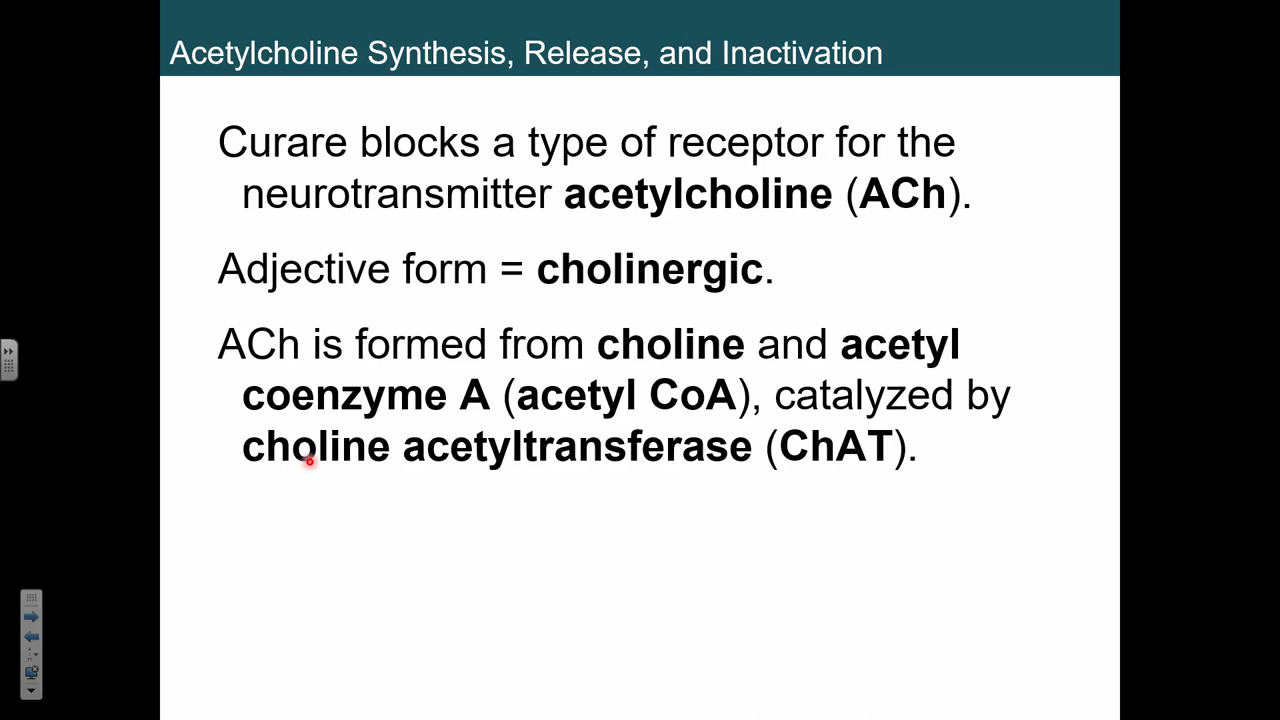 Acetylcholine Synthesis, Release, and Inactivation
Curare blocks a type of receptor for the
neurotransmitter acetylcholine (ACh).
Adjective form = cholinergic.
ACh is formed from choline and acetyl
coenzyme A (acetyl CoA), catalyzed by
choline acetyltransferase (ChAT).